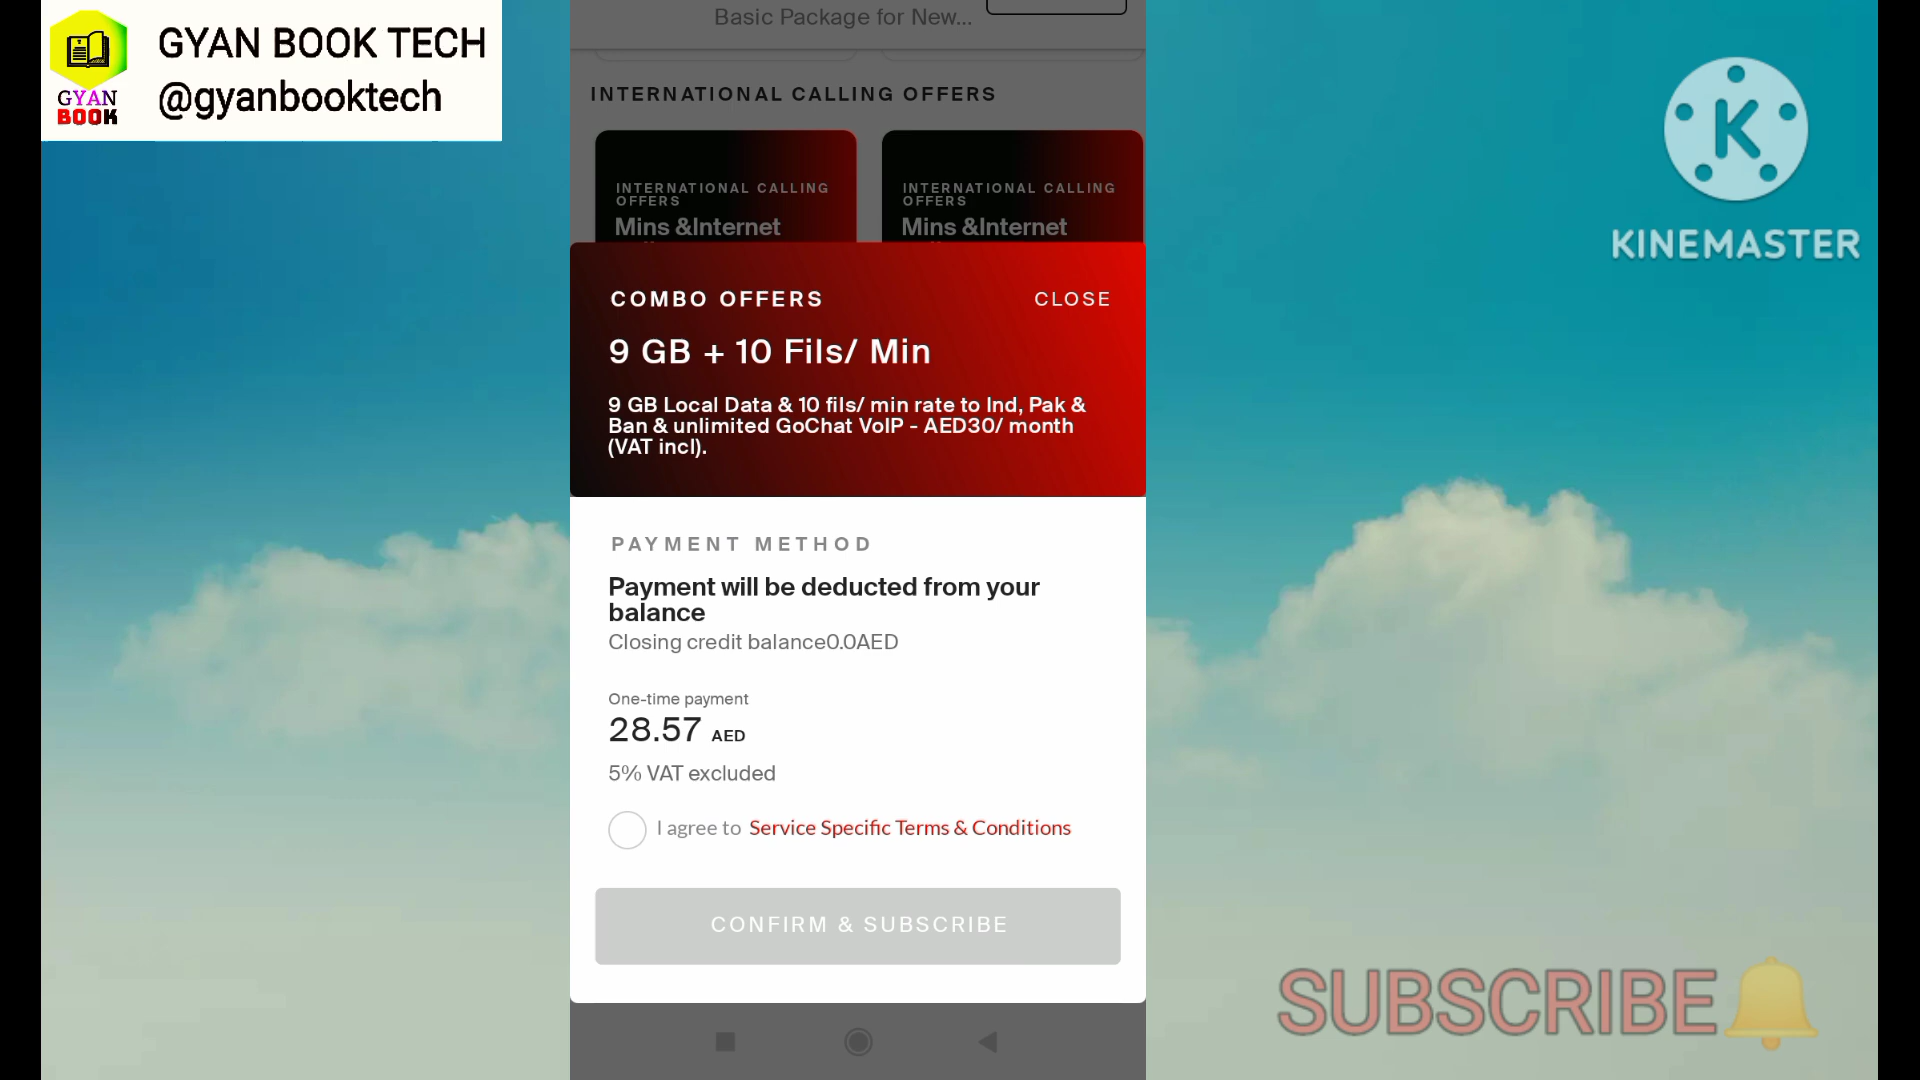 GYAN BOOK TECH
@gyanbooktech
GYAN
BOOK
Basic Package for New...
INTERNATIONAL CALLING OFFERS
INTERNATIONAL CALLING
OFFERS
Mins &Internet
INTERNATIONAL CALLING
OFFERS
Mins &Internet
COMBO OFFERS
CLOSE
9 GB + 10 Fils/ Min
9 GB Local Data & 10 fils/ min rate to Ind, Pak &
Ban & unlimited GoChat VoIP - AED30/ month
(VAT incl).
PAYMENT METHOD
Payment will be deducted from your
balance
Closing credit balance0.0AED
One-time payment
28.57 AED
5% VAT excluded
I agree to Service Specific Terms & Conditions
CONFIRM & SUBSCRIBE
K
KINEMASTER
SUBSCRIBE